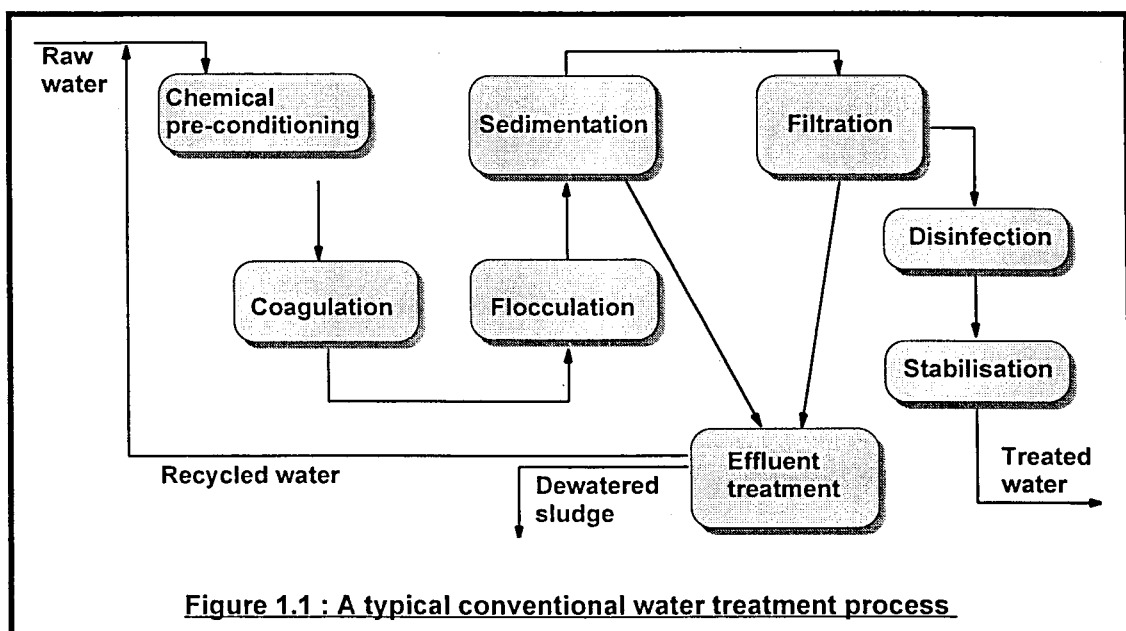 Raw
water
Chemical
pre-conditioning
Coagulation
Flocculation
Sedimentation
Filtration
Disinfection
Stabilisation
Treated
water
Effluent
treatment
Recycled water
Dewatered
sludge
Figure 1.1 : A typical conventional water treatment process